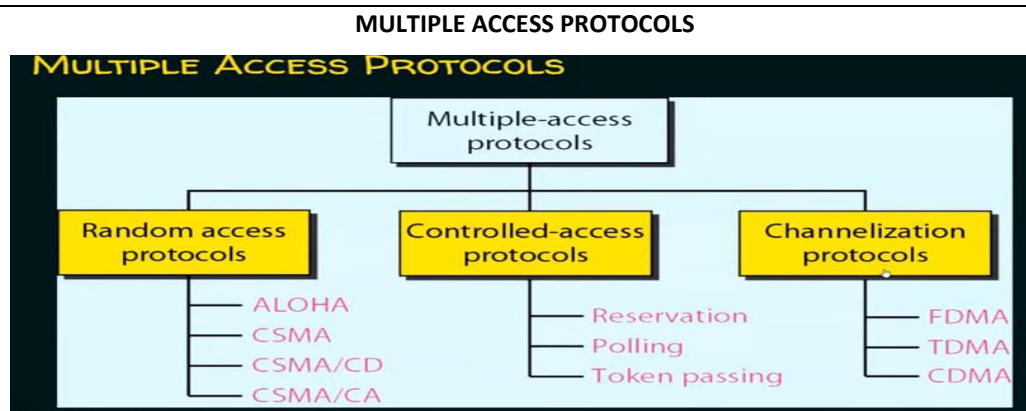 MULTIPLE ACCESS PROTOCOLS
MULTIPLE ACCESS PROTOCOLS
Multiple-access
protocols
Random access
protocols
ALOHA
CSMA
CSMA/CD
CSMA/CA
Controlled-access
protocols
Reservation
Polling
Token passing
Channelization
protocols
FDMA
TDMA
CDMA